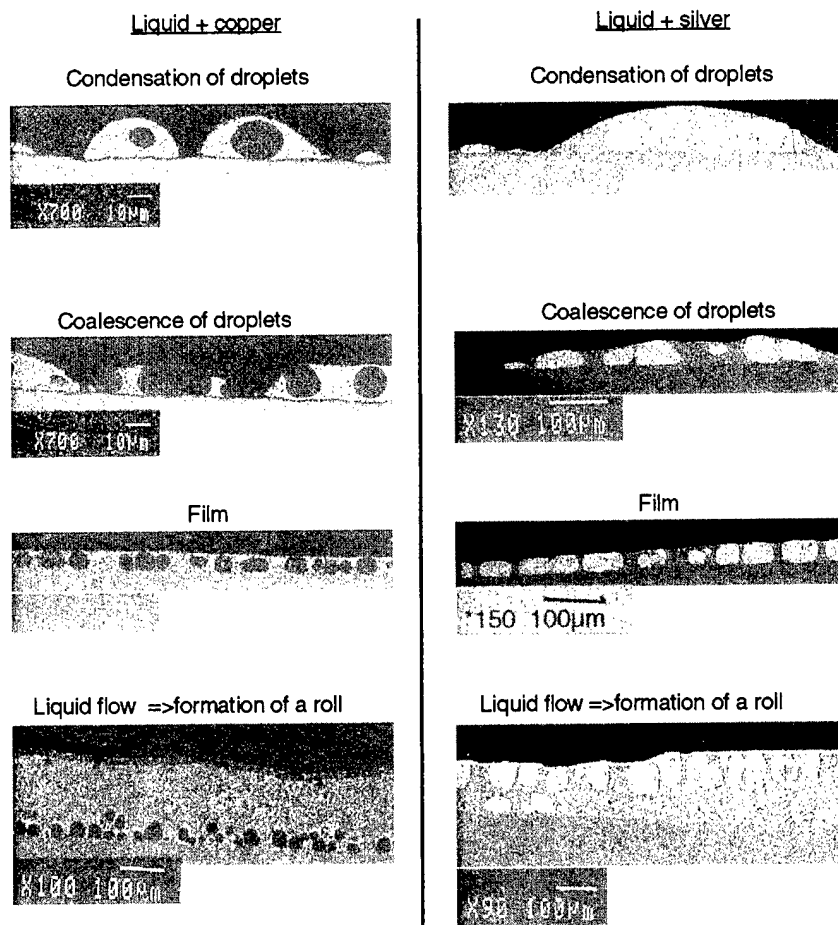 Liquid + copper
Condensation of droplets
X700 10µm
Coalescence of droplets
X700 10µm
Film
Liquid flow =>formation of a roll
X100 100µm
Liquid + silver
Condensation of droplets
Coalescence of droplets
X130 100µm
Film
*150 100µm
Liquid flow =>formation of a roll
X90 100µm